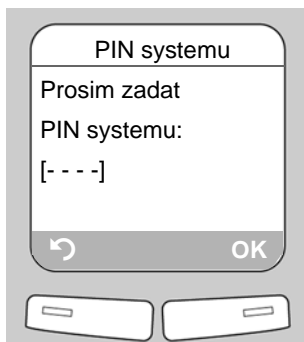 PIN systemu
Prosim zadat
PIN systemu:
[- - - -]
OK